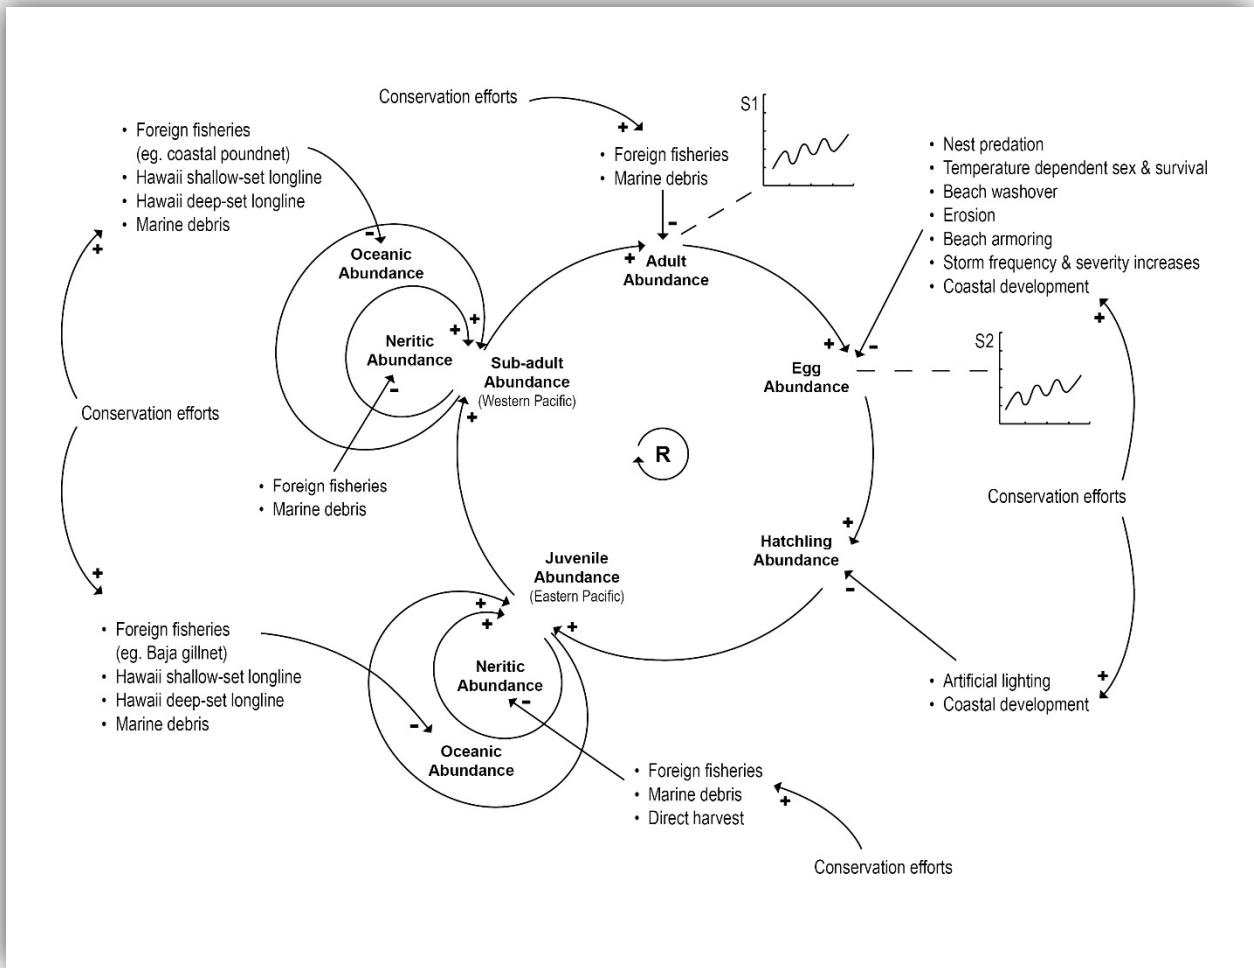 Conservation efforts
S1
• Foreign fisheries
(eg. coastal poundnet)
• Hawaii shallow-set longline
• Hawaii deep-set longline
• Marine debris
+
-
+
• Foreign fisheries
• Marine debris
-
• Nest predation
• Temperature dependent sex & survival
• Beach washover
• Erosion
• Beach armoring
• Storm frequency & severity increases
• Coastal development
+
Oceanic
Abundance
+
Adult
Abundance
+
+
Neritic
Abundance
-
Sub-adult
Abundance
(Western Pacific)
+
+
-
Egg
Abundance
S2
Conservation efforts
R
• Foreign fisheries
• Marine debris
Conservation efforts
+
Hatchling
Abundance
-
+
Juvenile
Abundance
(Eastern Pacific)
+
+
+
• Foreign fisheries
(eg. Baja gillnet)
• Hawaii shallow-set longline
• Hawaii deep-set longline
• Marine debris
-
Neritic
Abundance
-
Oceanic
Abundance
+
• Artificial lighting
• Coastal development
• Foreign fisheries
• Marine debris
• Direct harvest
+
Conservation efforts